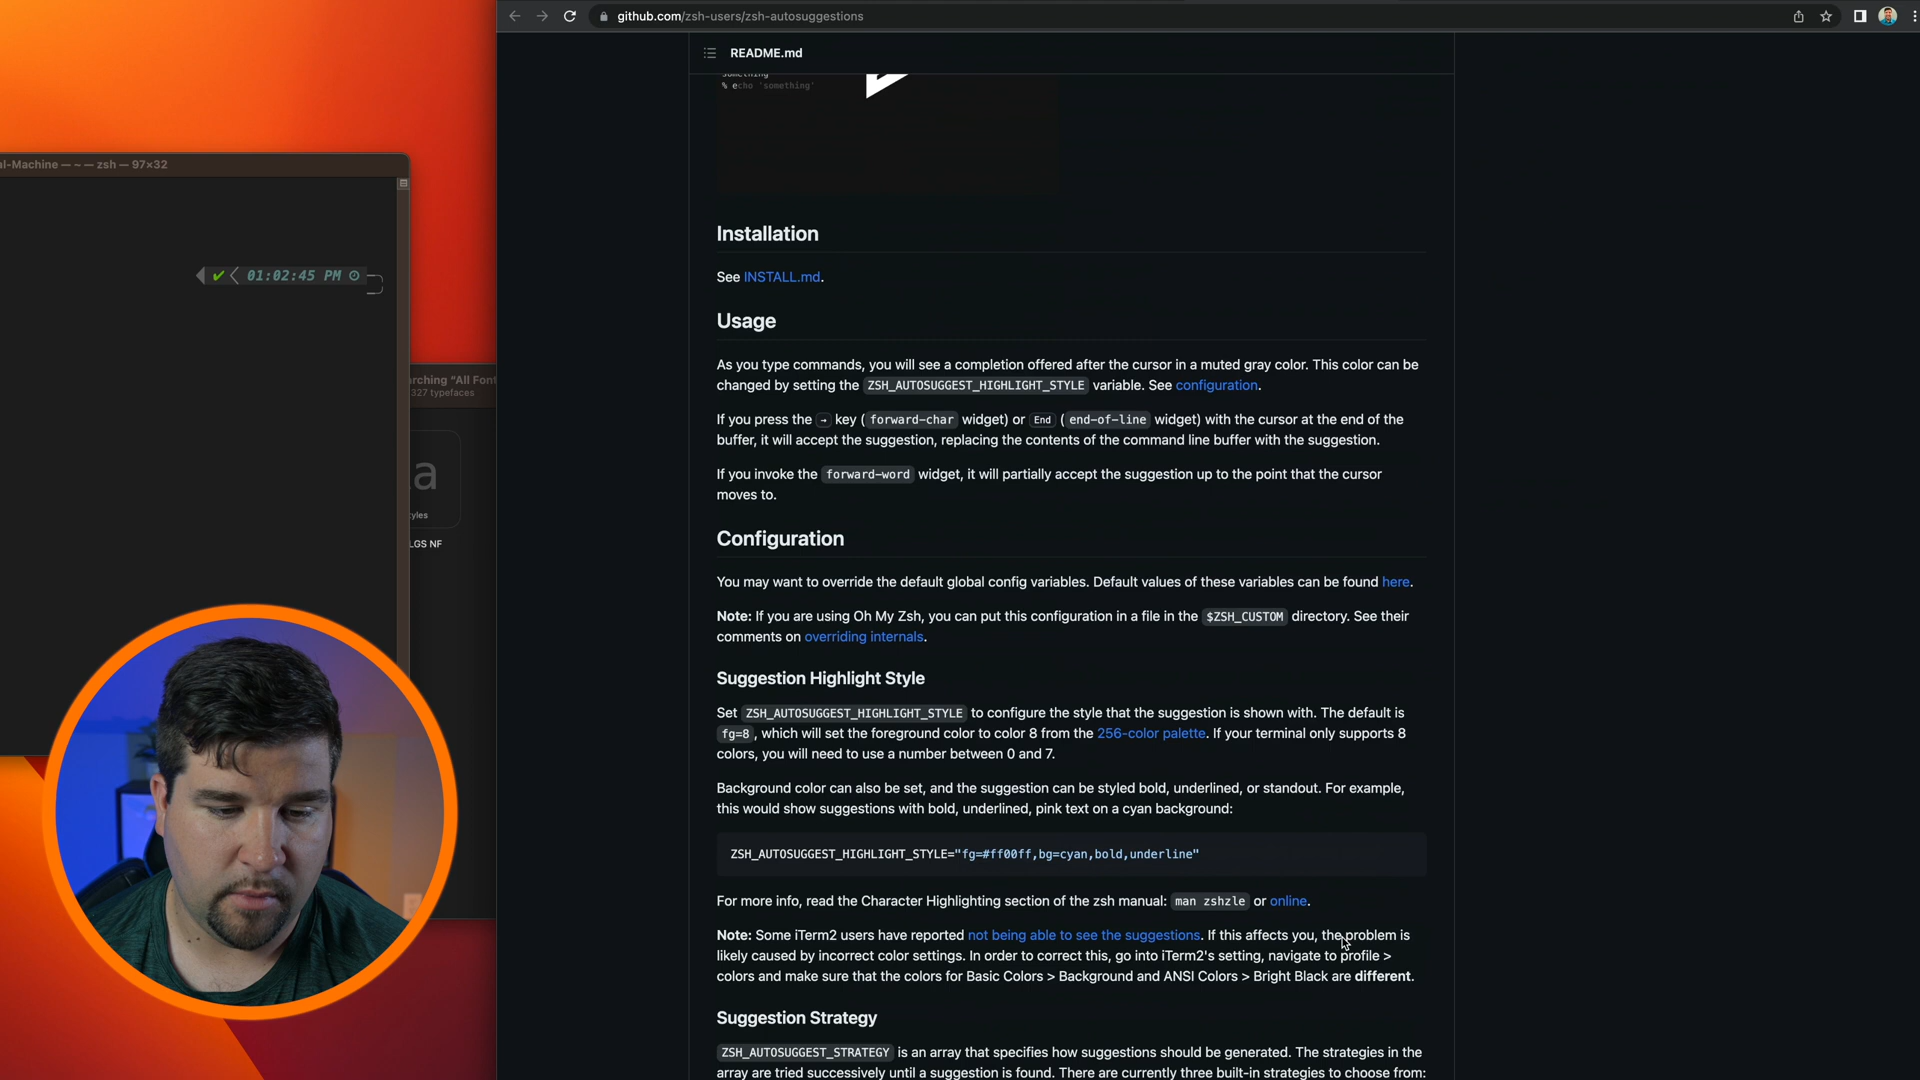 github.com/zsh-users/zsh-autosuggestions
README.md
something
% echo 'something'
al-Machine — ~ — zsh — 97×32
Installation
✔ 01:02:45 PM
See INSTALL.md.
Usage
As you type commands, you will see a completion offered after the cursor in a muted gray color. This color can be
changed by setting the ZSH_AUTOSUGGEST_HIGHLIGHT_STYLE variable. See configuration.
arching "All Font
327 typefaces
If you press the → key ( forward-char widget) or End ( end-of-line widget) with the cursor at the end of the
buffer, it will accept the suggestion, replacing the contents of the command line buffer with the suggestion.
If you invoke the forward-word widget, it will partially accept the suggestion up to the point that the cursor
moves to.
a
tyles
LGS NF
Configuration
You may want to override the default global config variables. Default values of these variables can be found here.
Note: If you are using Oh My Zsh, you can put this configuration in a file in the $ZSH_CUSTOM directory. See their
comments on overriding internals.
Suggestion Highlight Style
Set ZSH_AUTOSUGGEST_HIGHLIGHT_STYLE to configure the style that the suggestion is shown with. The default is
fg=8 , which will set the foreground color to color 8 from the 256-color palette. If your terminal only supports 8
colors, you will need to use a number between 0 and 7.
Background color can also be set, and the suggestion can be styled bold, underlined, or standout. For example,
this would show suggestions with bold, underlined, pink text on a cyan background:
ZSH_AUTOSUGGEST_HIGHLIGHT_STYLE="fg=#ff00ff,bg=cyan,bold,underline"
For more info, read the Character Highlighting section of the zsh manual: man zshzle or online.
Note: Some iTerm2 users have reported not being able to see the suggestions. If this affects you, the problem is
likely caused by incorrect color settings. In order to correct this, go into iTerm2's setting, navigate to profile >
colors and make sure that the colors for Basic Colors > Background and ANSI Colors > Bright Black are different.
Suggestion Strategy
ZSH_AUTOSUGGEST_STRATEGY is an array that specifies how suggestions should be generated. The strategies in the
array are tried successively until a suggestion is found. There are currently three built-in strategies to choose from: